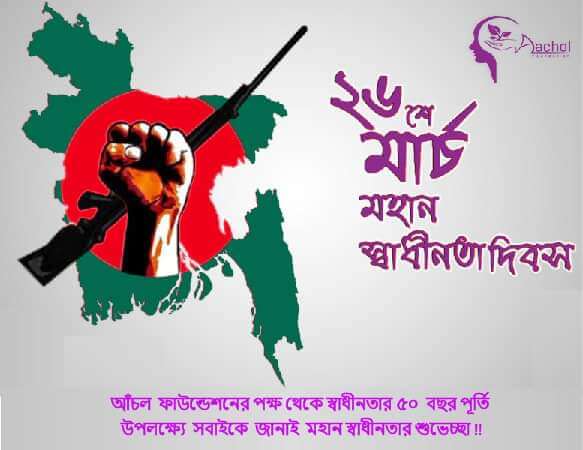 Aachol
২৬শে
মার্চ
মহান
স্বাধীনতা দিবস
আঁচল ফাউন্ডেশনের পক্ষ থেকে স্বাধীনতার ৫০ বছর পূর্তি
উপলক্ষ্যে সবাইকে জানাই মহান স্বাধীনতার শুভেচ্ছা !!